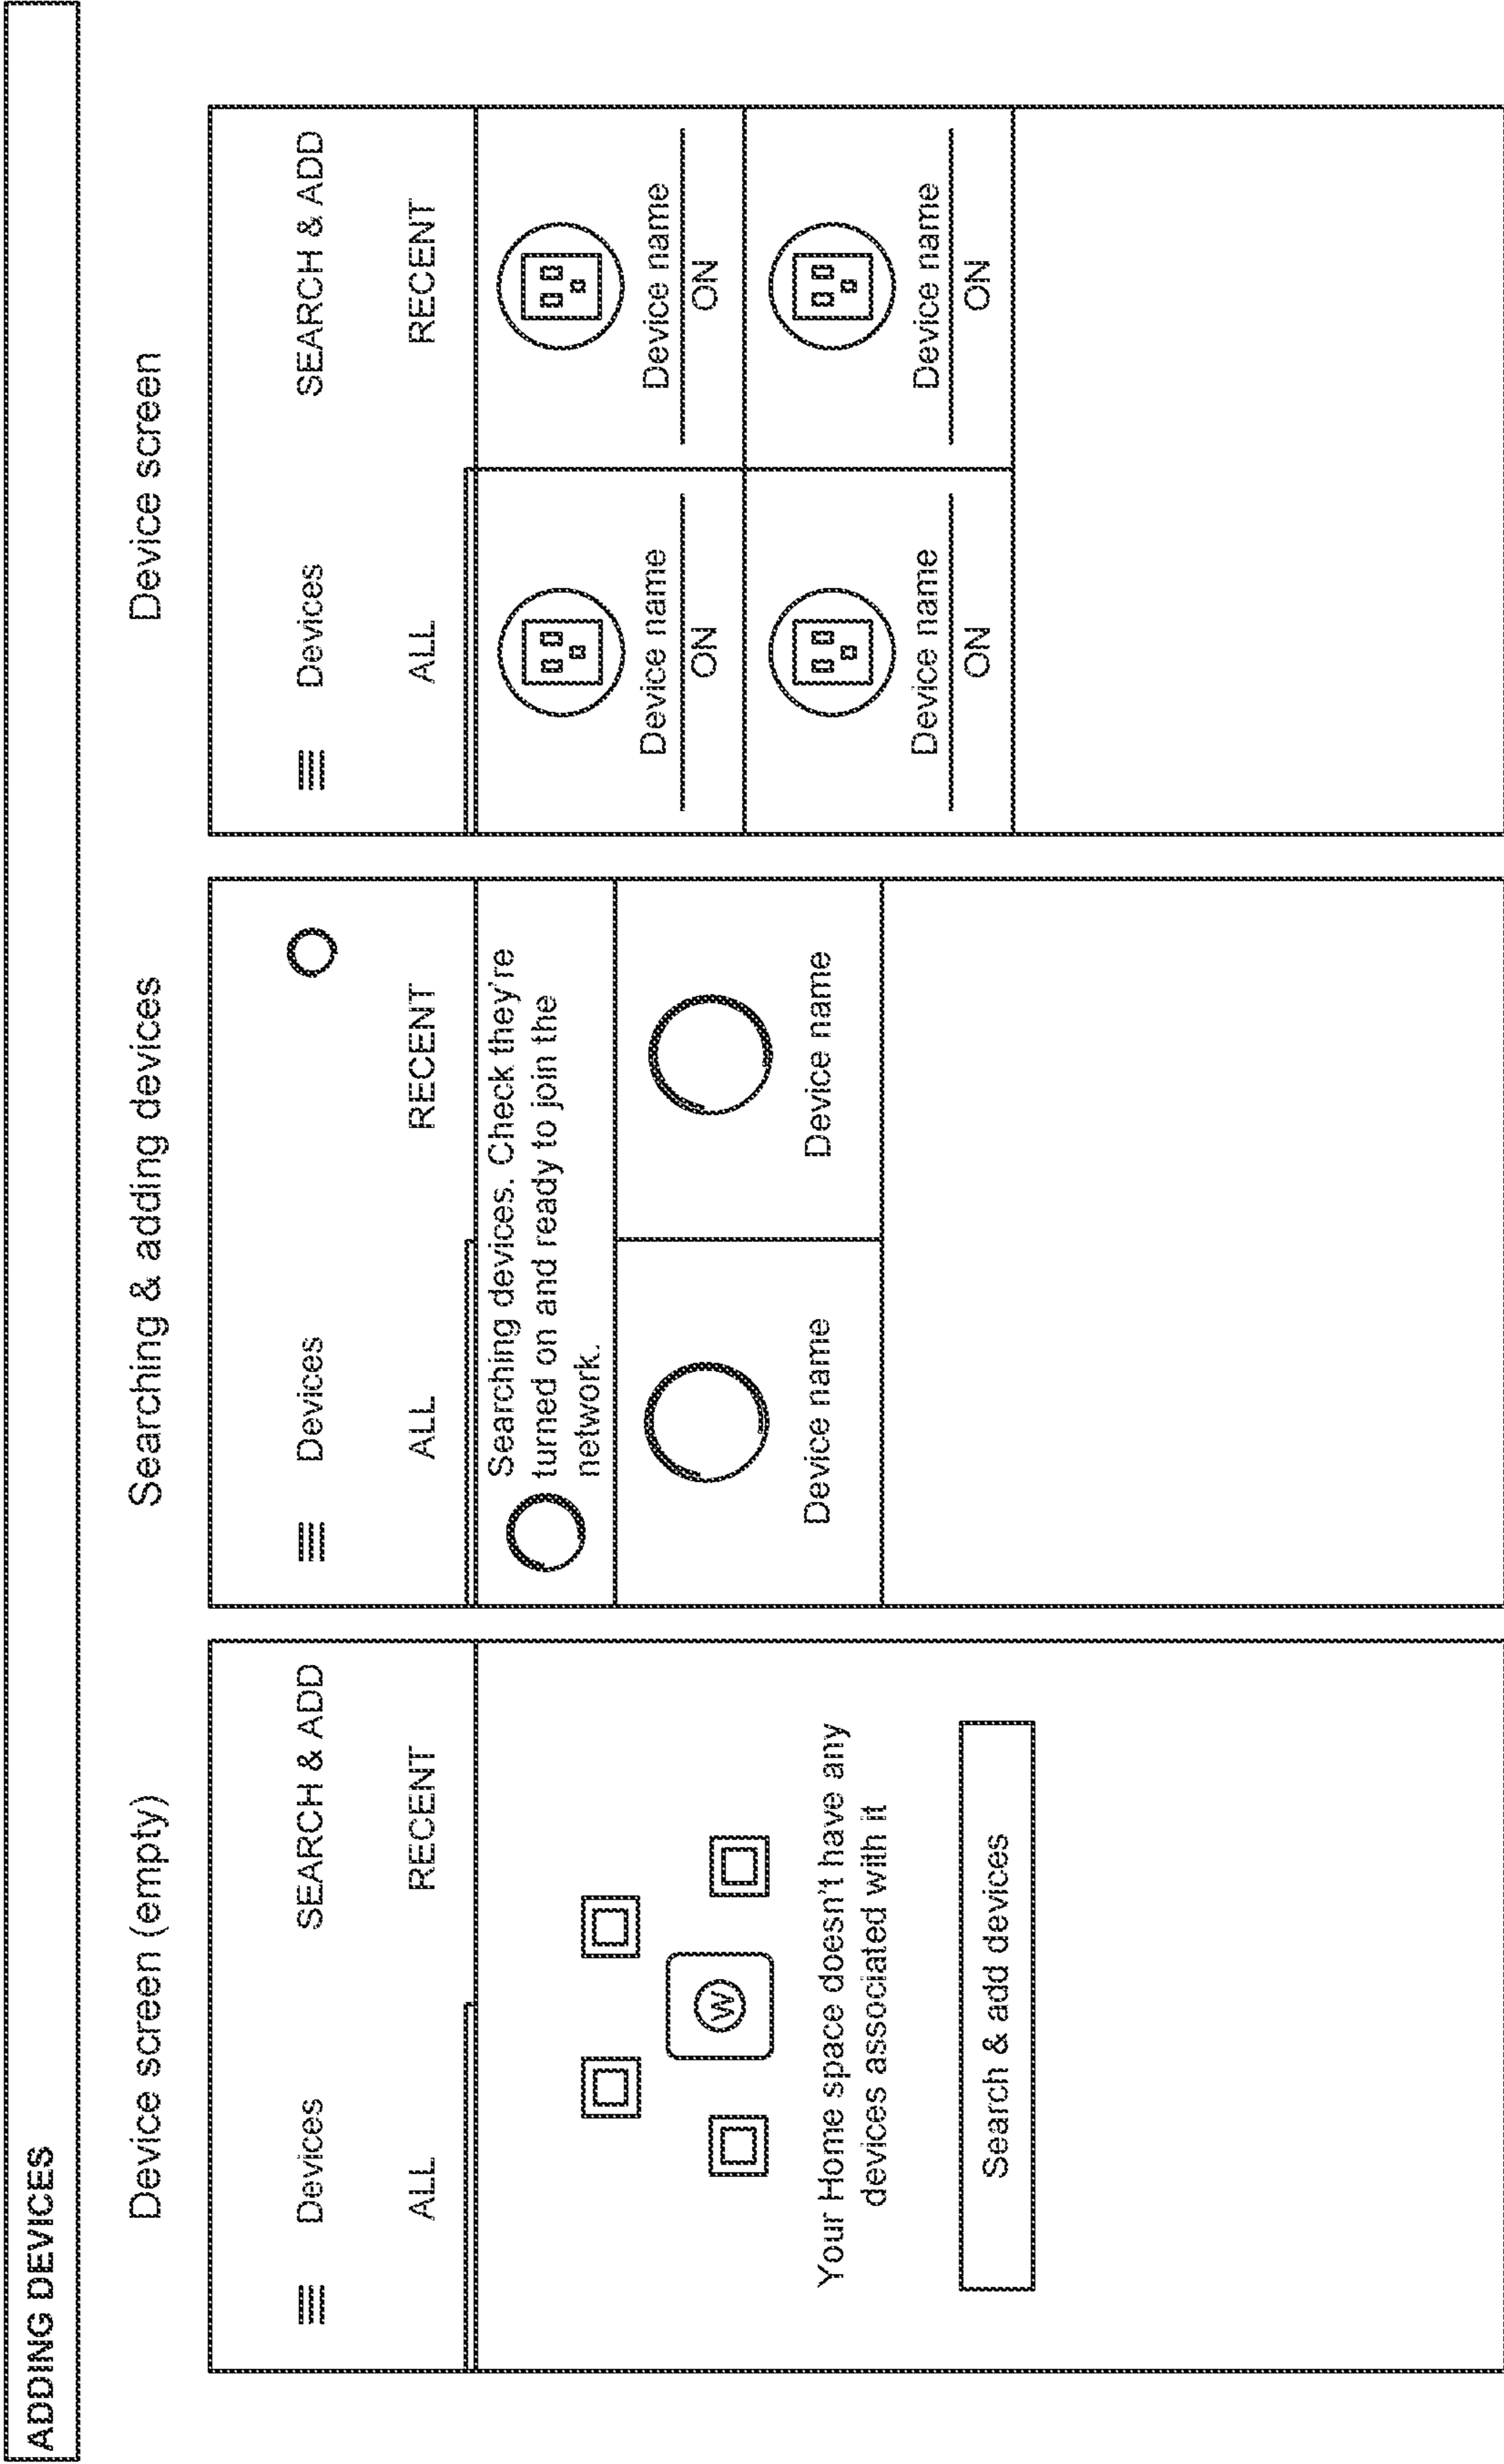 ADDING DEVICES
Device screen (empty)
Devices
SEARCH & ADD
ALL
RECENT
W
Your Home space doesn't have any
devices associated with it
Search & add devices
Searching & adding devices
Devices
ALL
RECENT
Searching devices. Check they're
turned on and ready to join the
network.
Device name
Device name
Device screen
Devices
SEARCH & ADD
ALL
RECENT
Device name
Device name
ON
ON
Device name
Device name
ON
ON